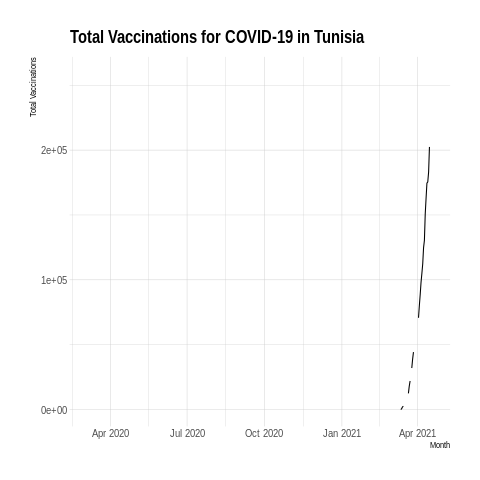 Total Vaccinations for COVID-19 in Tunisia
Total Vaccinations
2e+05
1e+05
0e+00
Apr 2020 Jul 2020 Oct 2020 Jan 2021 Apr 2021
Month